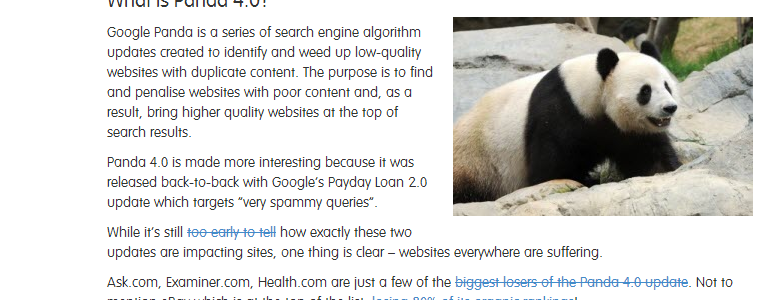 What is Panda 4.0?
Google Panda is a series of search engine algorithm
updates created to identify and weed up low-quality
websites with duplicate content. The purpose is to find
and penalise websites with poor content and, as a
result, bring higher quality websites at the top of
search results.
Panda 4.0 is made more interesting because it was
released back-to-back with Google's Payday Loan 2.0
update which targets "very spammy queries".
While it's still too early to tell how exactly these two
updates are impacting sites, one thing is clear – websites everywhere are suffering.
Ask.com, Examiner.com, Health.com are just a few of the biggest losers of the Panda 4.0 update. Not to
mention eBay which is at the top of the list, losing 80% of its organic rankings!